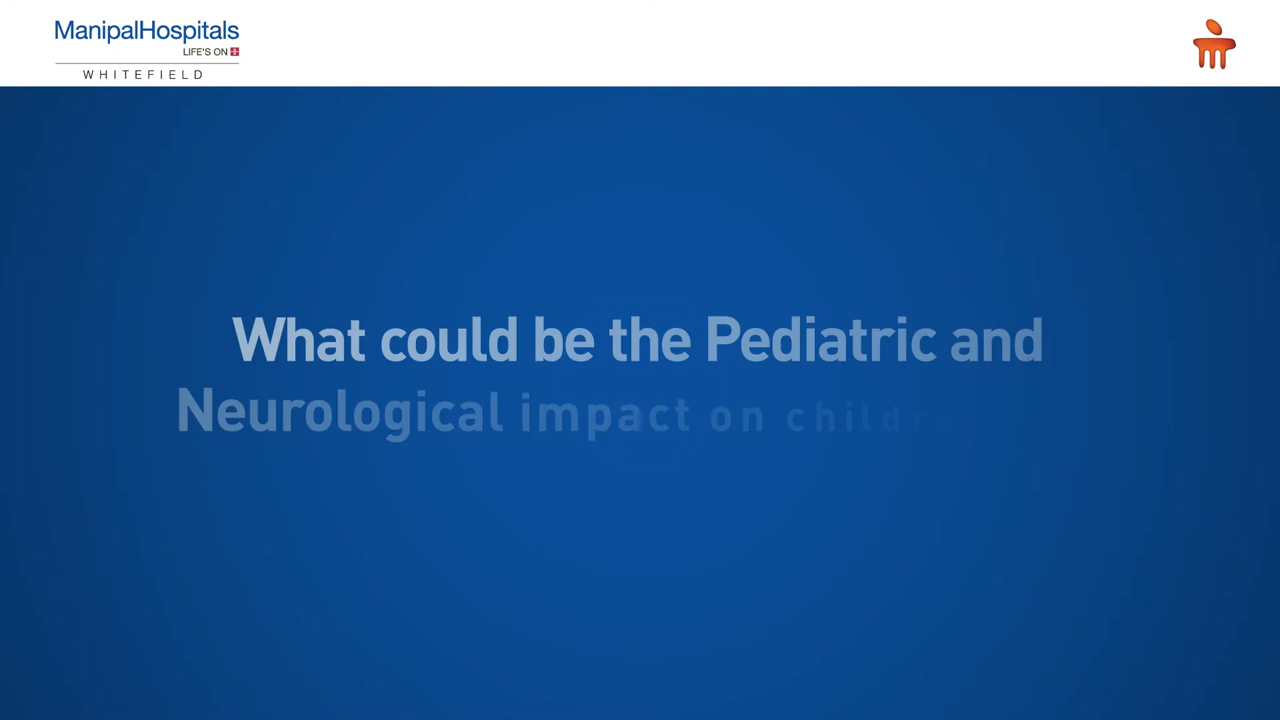 ManipalHospitals
LIFE'S ON
WHITEFIELD
What could be the Pediatric and
Neurological impact on